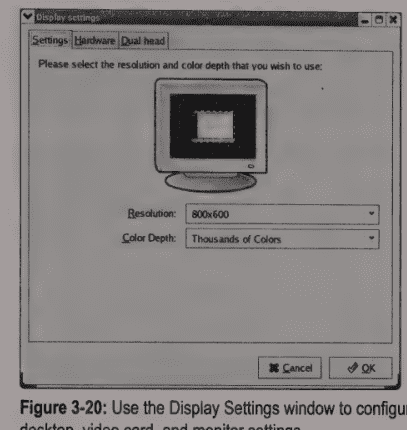 Display settings
Settings Hardware Dual head
Please select the resolution and color depth that you wish to use:
Resolution: 800x600
Color Depth: Thousands of Colors
Cancel OK
Figure 3-20: Use the Display Settings window to configur
desktop, video card, and monitor settings.